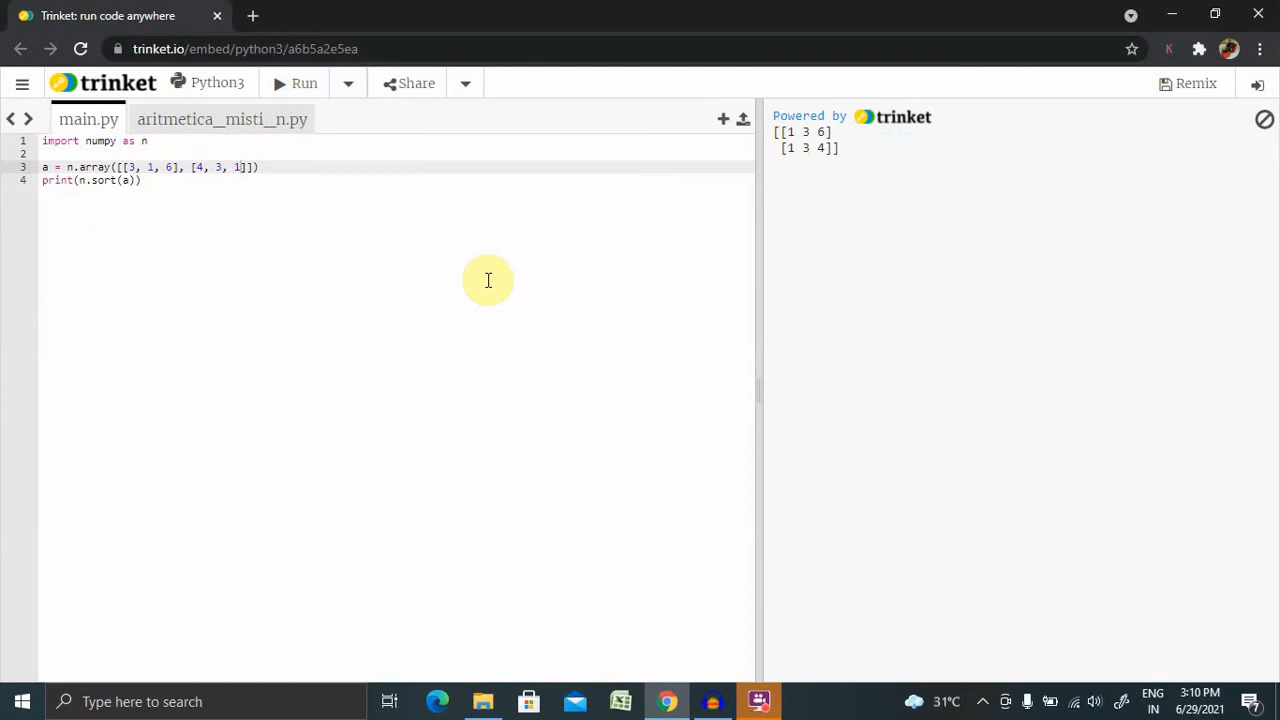 Trinket: run code anywhere
trinket.io/embed/python3/a6b5a2e5ea
K
trinket Python3 Run Share Remix
main.py aritmetica_misti_n.py
1 import numpy as n
2
3 a = n.array([[3, 1, 6], [4, 3, 1]])
4 print(n.sort(a))
Powered by trinket
[[1 3 6]
[1 3 4]]
Type here to search
31°C
ENG
IN
3:10 PM
6/29/2021
7